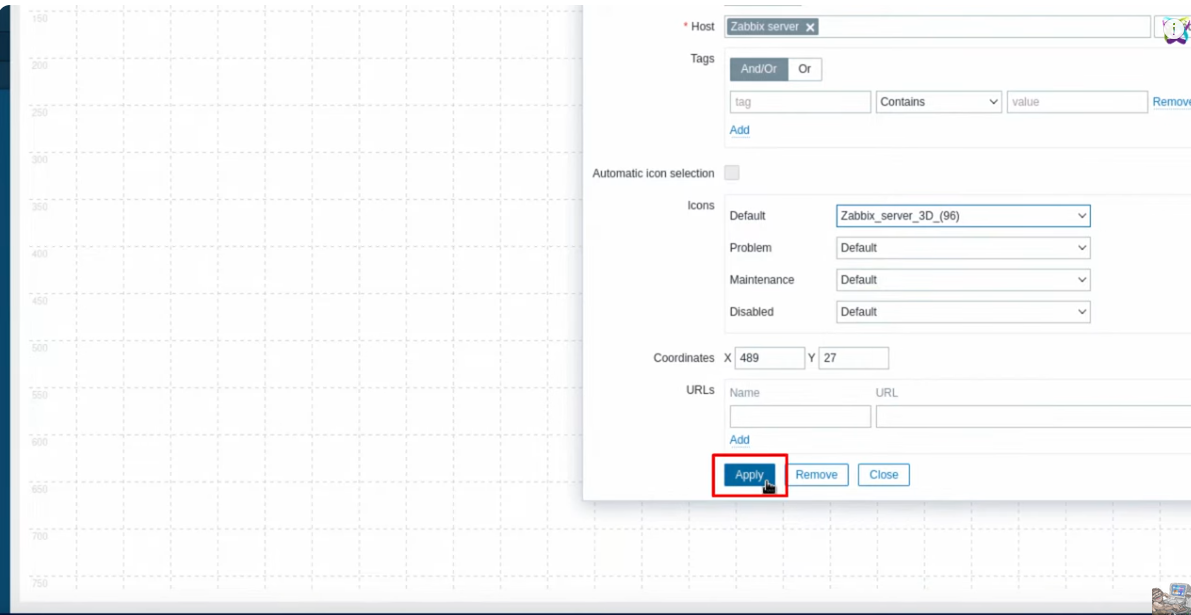 150
* Host Zabbix server
Tags And/Or Or
200
tag Contains value Remove
250
Add
300
Automatic icon selection
350
Icons Default Zabbix_server_3D_(96)
Problem Default
400
Maintenance Default
450
Disabled Default
500
Coordinates X 489 Y 27
550
URLs Name URL
600
Add
Apply Remove Close
650
700
750